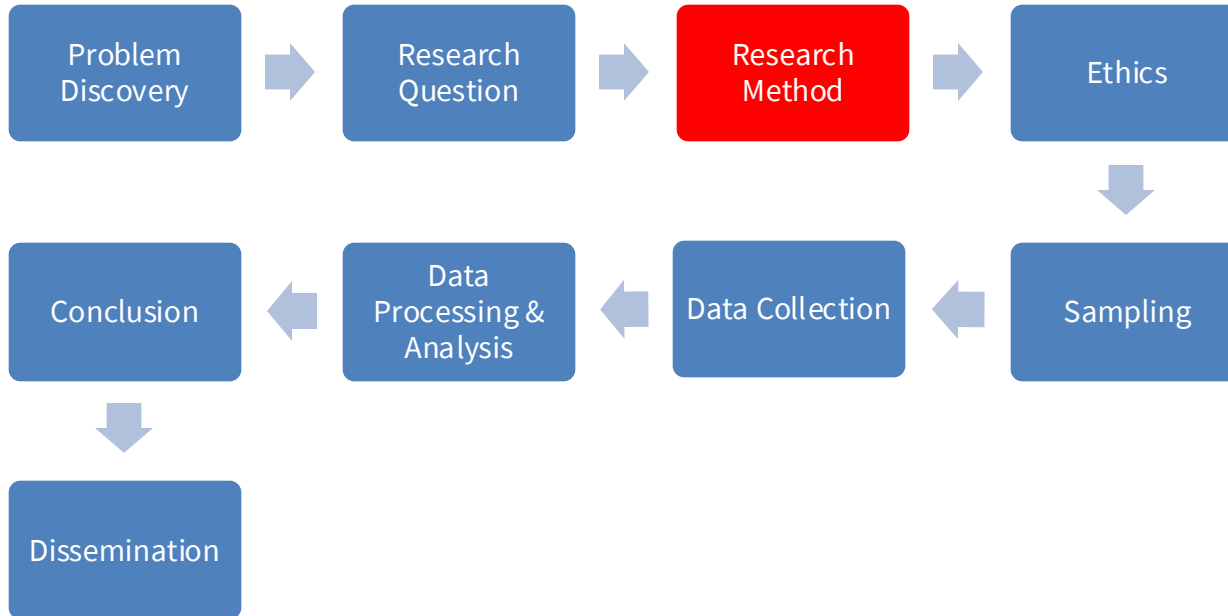 Problem
Discovery
Research
Question
Research
Method
Ethics
Sampling
Data Collection
Data
Processing &
Analysis
Conclusion
Dissemination